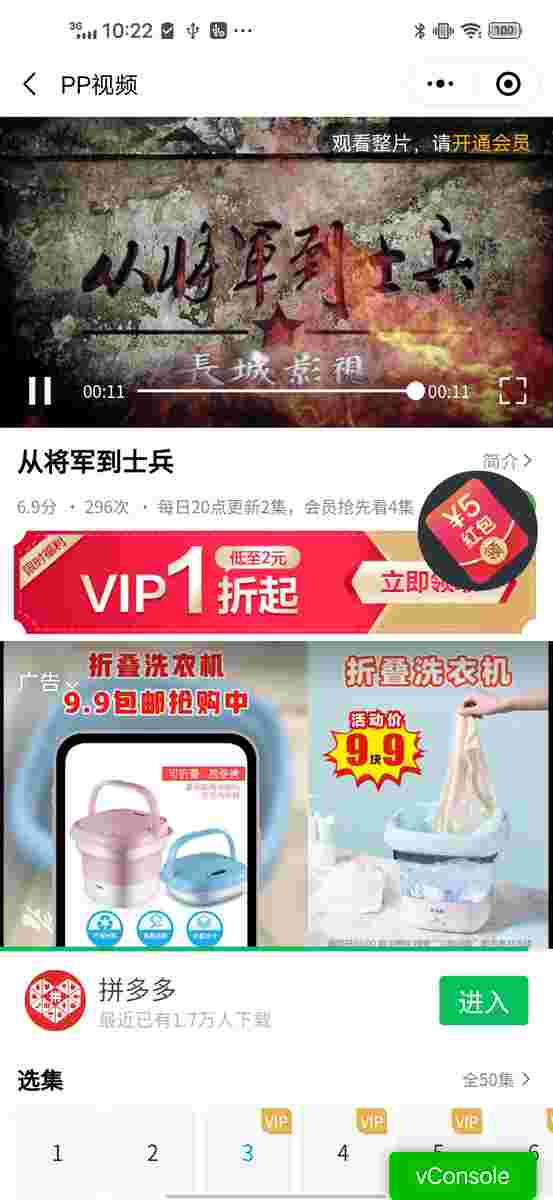 3G 10:22 ··· 100
PP视频
观看整片，请开通会员
从将军到士兵
長城影視
00:11 00:11
从将军到士兵 简介
6.9分 · 296次 · 每日20点更新2集，会员抢先看4集
¥5
红包
领
限时福利
低至2元
VIP1折起 立即领
广告
折叠洗衣机
9.9包邮抢购中
可折叠
折叠洗衣机
活动价
9块9
拼多多
最近已有1.7万人下载
进入
选集 全50集
VIP VIP VIP
1 2 3 4 5 6
vConsole